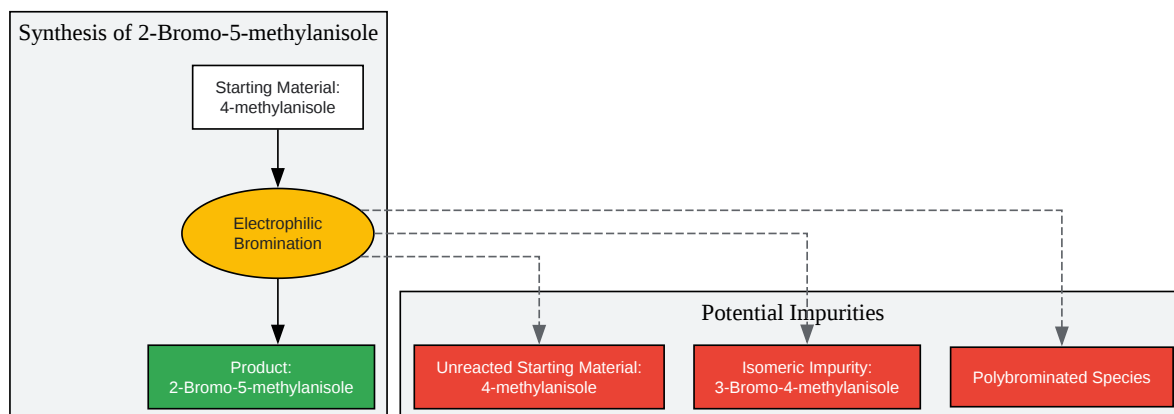 Synthesis of 2-Bromo-5-methylanisole
Starting Material:
4-methylanisole
Electrophilic
Bromination
Product:
2-Bromo-5-methylanisole
Potential Impurities
Unreacted Starting Material:
4-methylanisole
Isomeric Impurity:
3-Bromo-4-methylanisole
Polybrominated Species